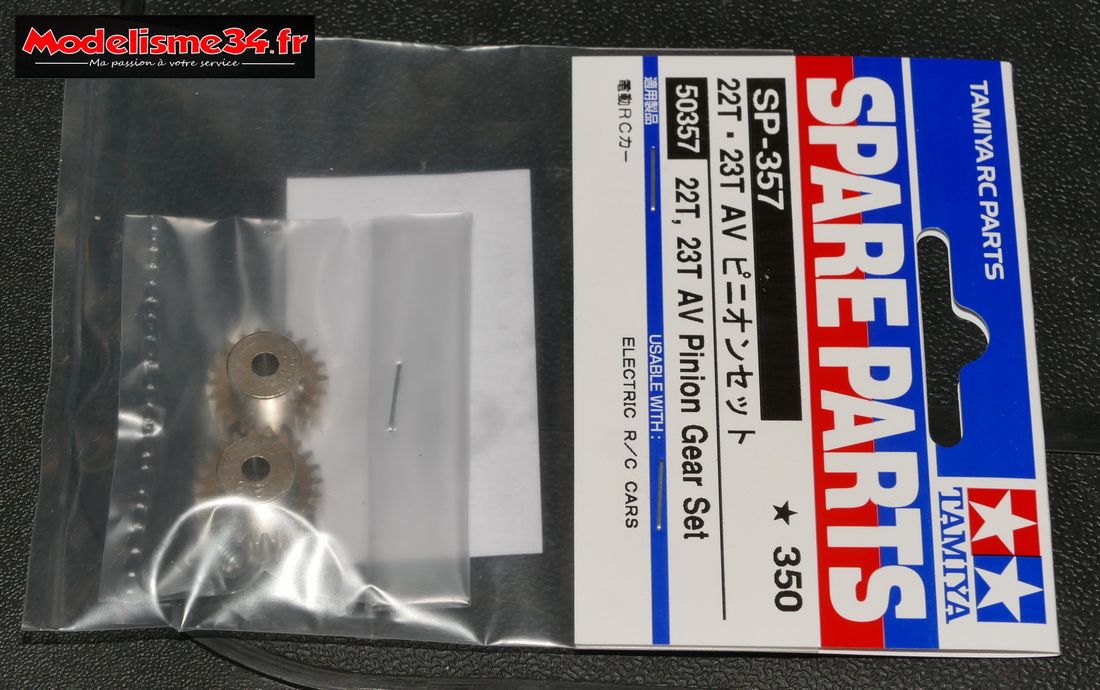 Modelisme34.fr
Ma passion à votre service
TAMIYA RC PARTS
TAMIYA
SPARE PARTS
SP-357
★ 350
22T・23T AV ピニオンセット
50357 22T, 23T AV Pinion Gear Set
適用製品 USABLE WITH :
電動RCカー ELECTRIC R/C CARS